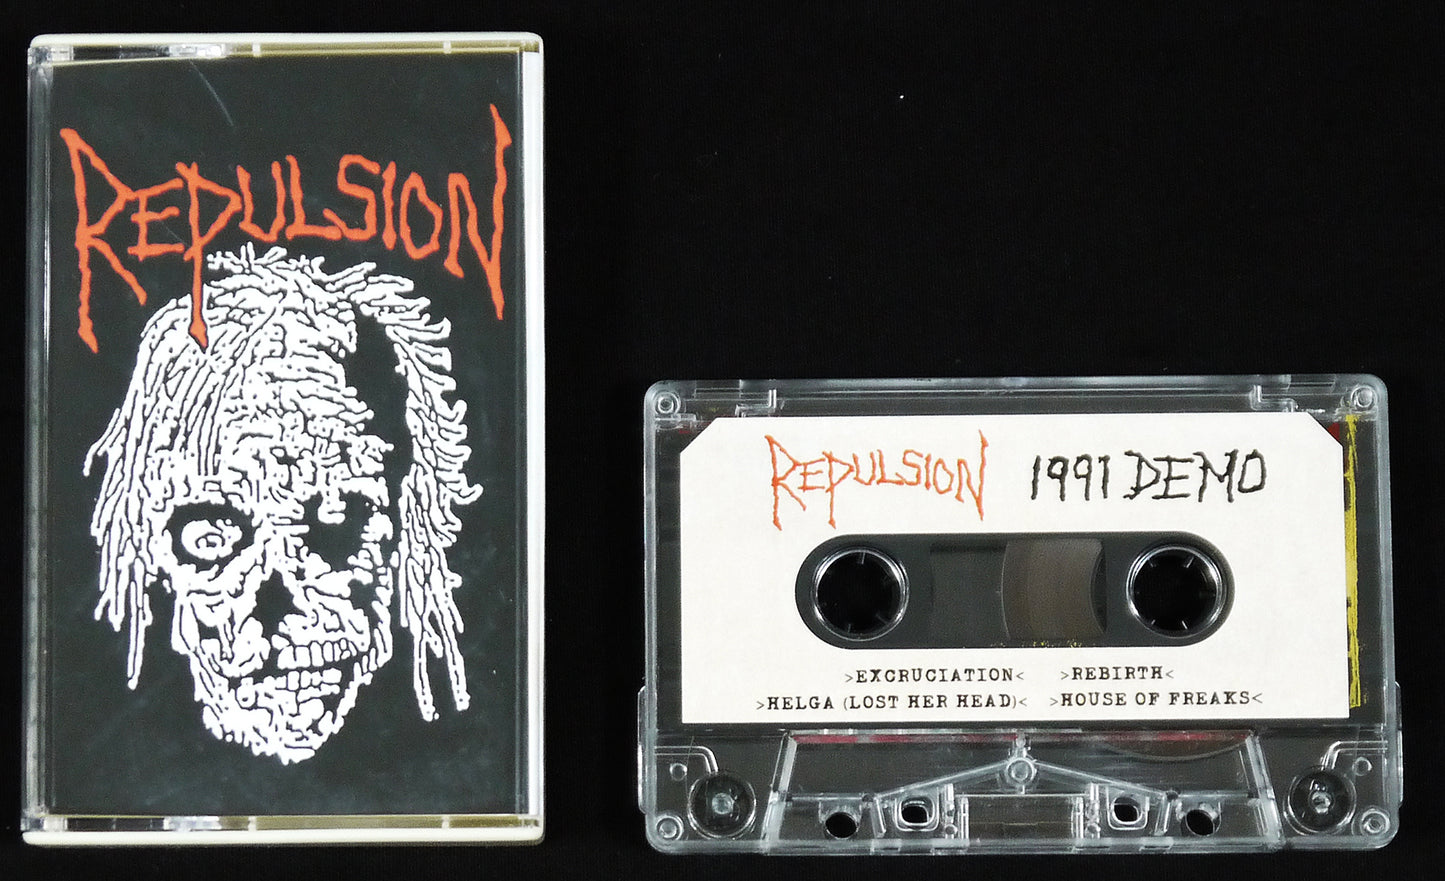 REPULSION
REPULSION 1991 DEMO
>EXCRUCIATION< >REBIRTH<
>HELGA (LOST HER HEAD)< >HOUSE OF FREAKS<